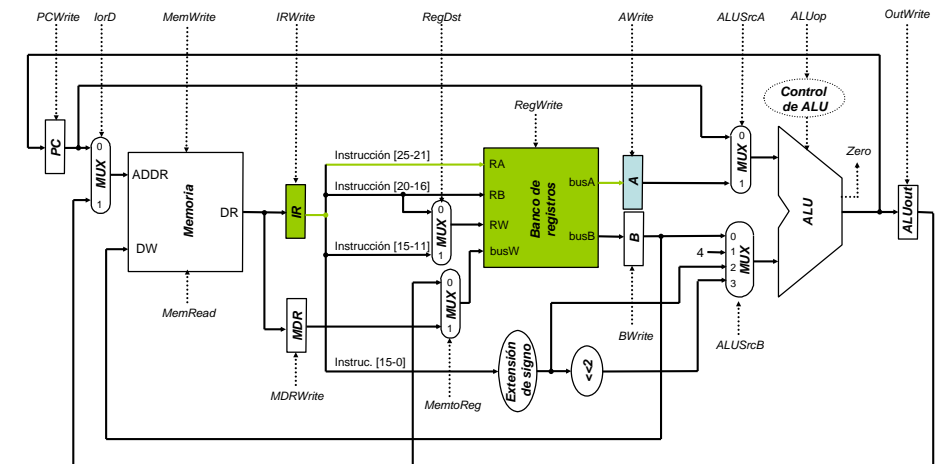 PCWrite IorD MemWrite IRWrite RegDst AWrite ALUSrcA ALUop OutWrite
Control
de ALU
RegWrite
Zero
PC
0
MUX
1
ADDR
Memoria
DR
DW
MemRead
IR
Instrucción [25-21]
Instrucción [20-16]
Instrucción [15-11]
Instruc. [15-0]
0
MUX
1
RA
RB
RW
busW
Banco de
registros
busA
busB
A
B
BWrite
0
MUX
1
4
0
1
2
3
MUX
ALUSrcB
ALU
ALUout
MDR
MDRWrite
0
MUX
1
MemtoReg
Extensión
de signo
<<2